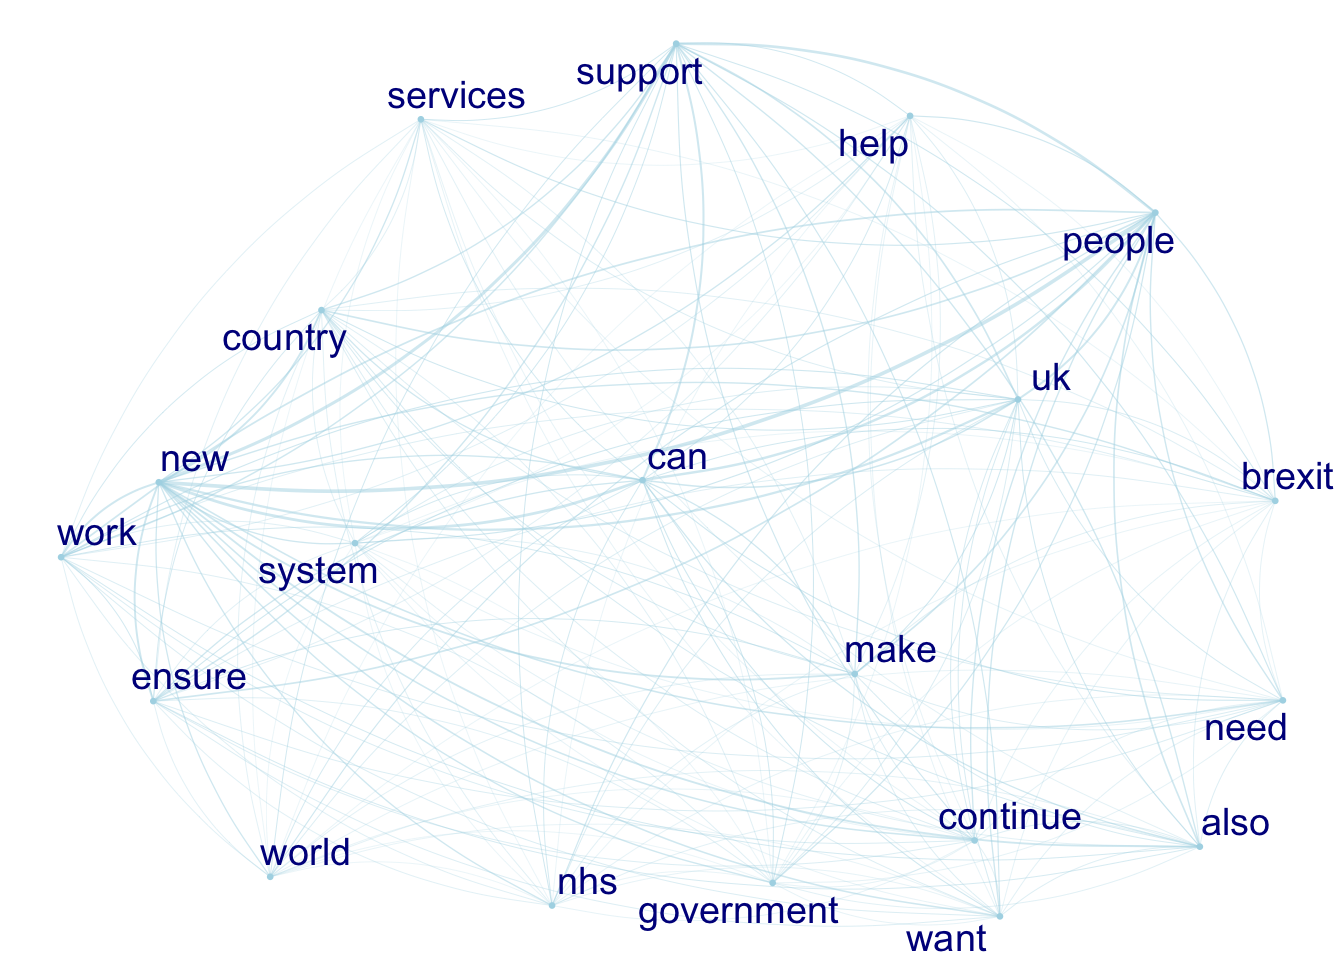 support
services
help
people
country
uk
new
can
brexit
work
system
make
ensure
need
continue
also
world
nhs
government
want